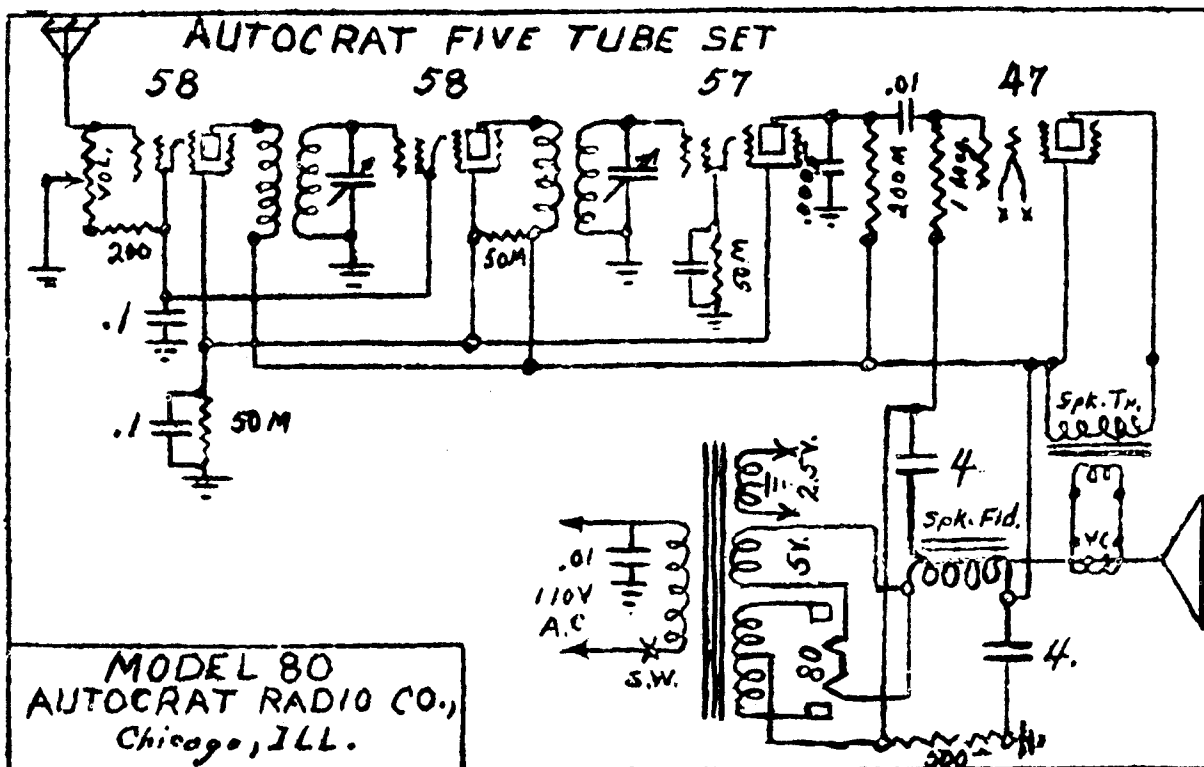 AUTOCRAT FIVE TUBE SET
58
58
57
47
VOL.
200
.1
.1
50M
50M
50M
200M
.01
1 Meg.
x x
Spk. Tr.
4
Spk. Fld.
VC
4.
2.5V.
5V.
80
.01
110V
A.C
S.W.
300
MODEL 80
AUTOCRAT RADIO CO.,
Chicago, ILL.